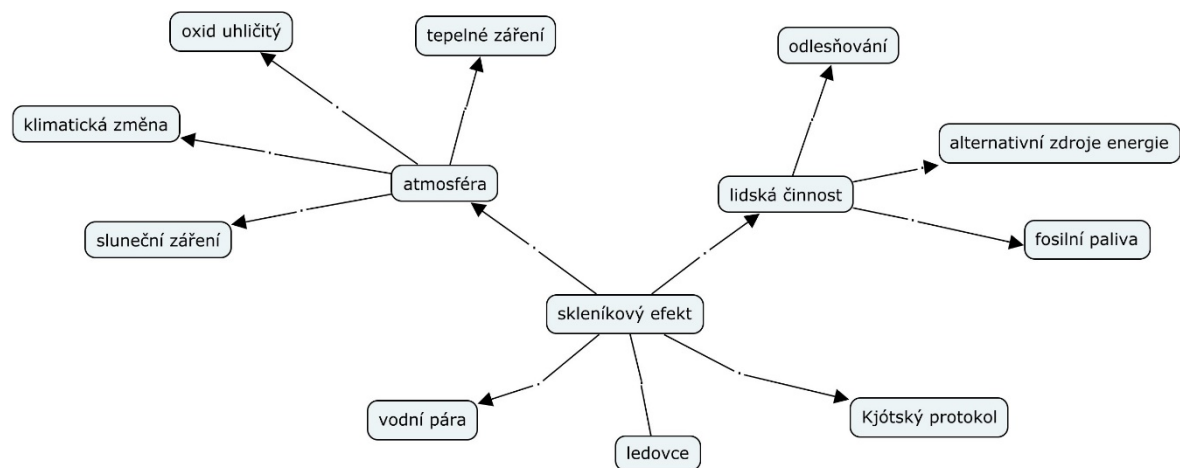 oxid uhličitý
tepelné záření
odlesňování
klimatická změna
alternativní zdroje energie
atmosféra
lidská činnost
sluneční záření
fosilní paliva
skleníkový efekt
vodní pára
Kjótský protokol
ledovce